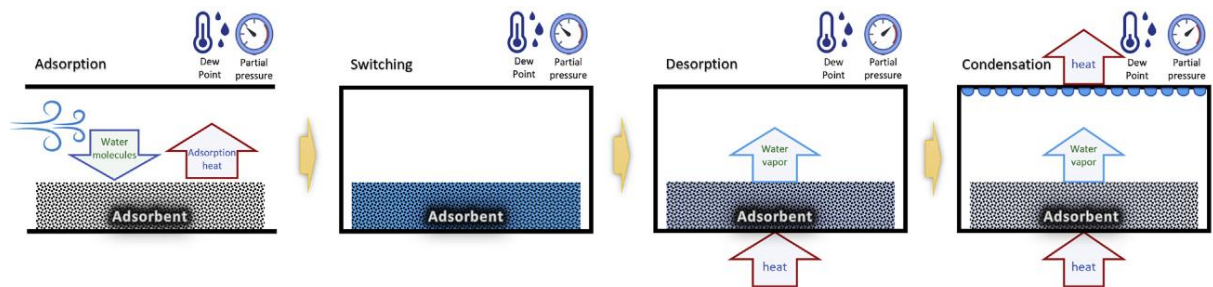 Adsorption
Dew
Point
Partial
pressure
Water
molecules
Adsorption
heat
Adsorbent
Switching
Dew
Point
Partial
pressure
Adsorbent
Desorption
Dew
Point
Partial
pressure
Water
vapor
Adsorbent
heat
Condensation
heat
Dew
Point
Partial
pressure
Water
vapor
Adsorbent
heat